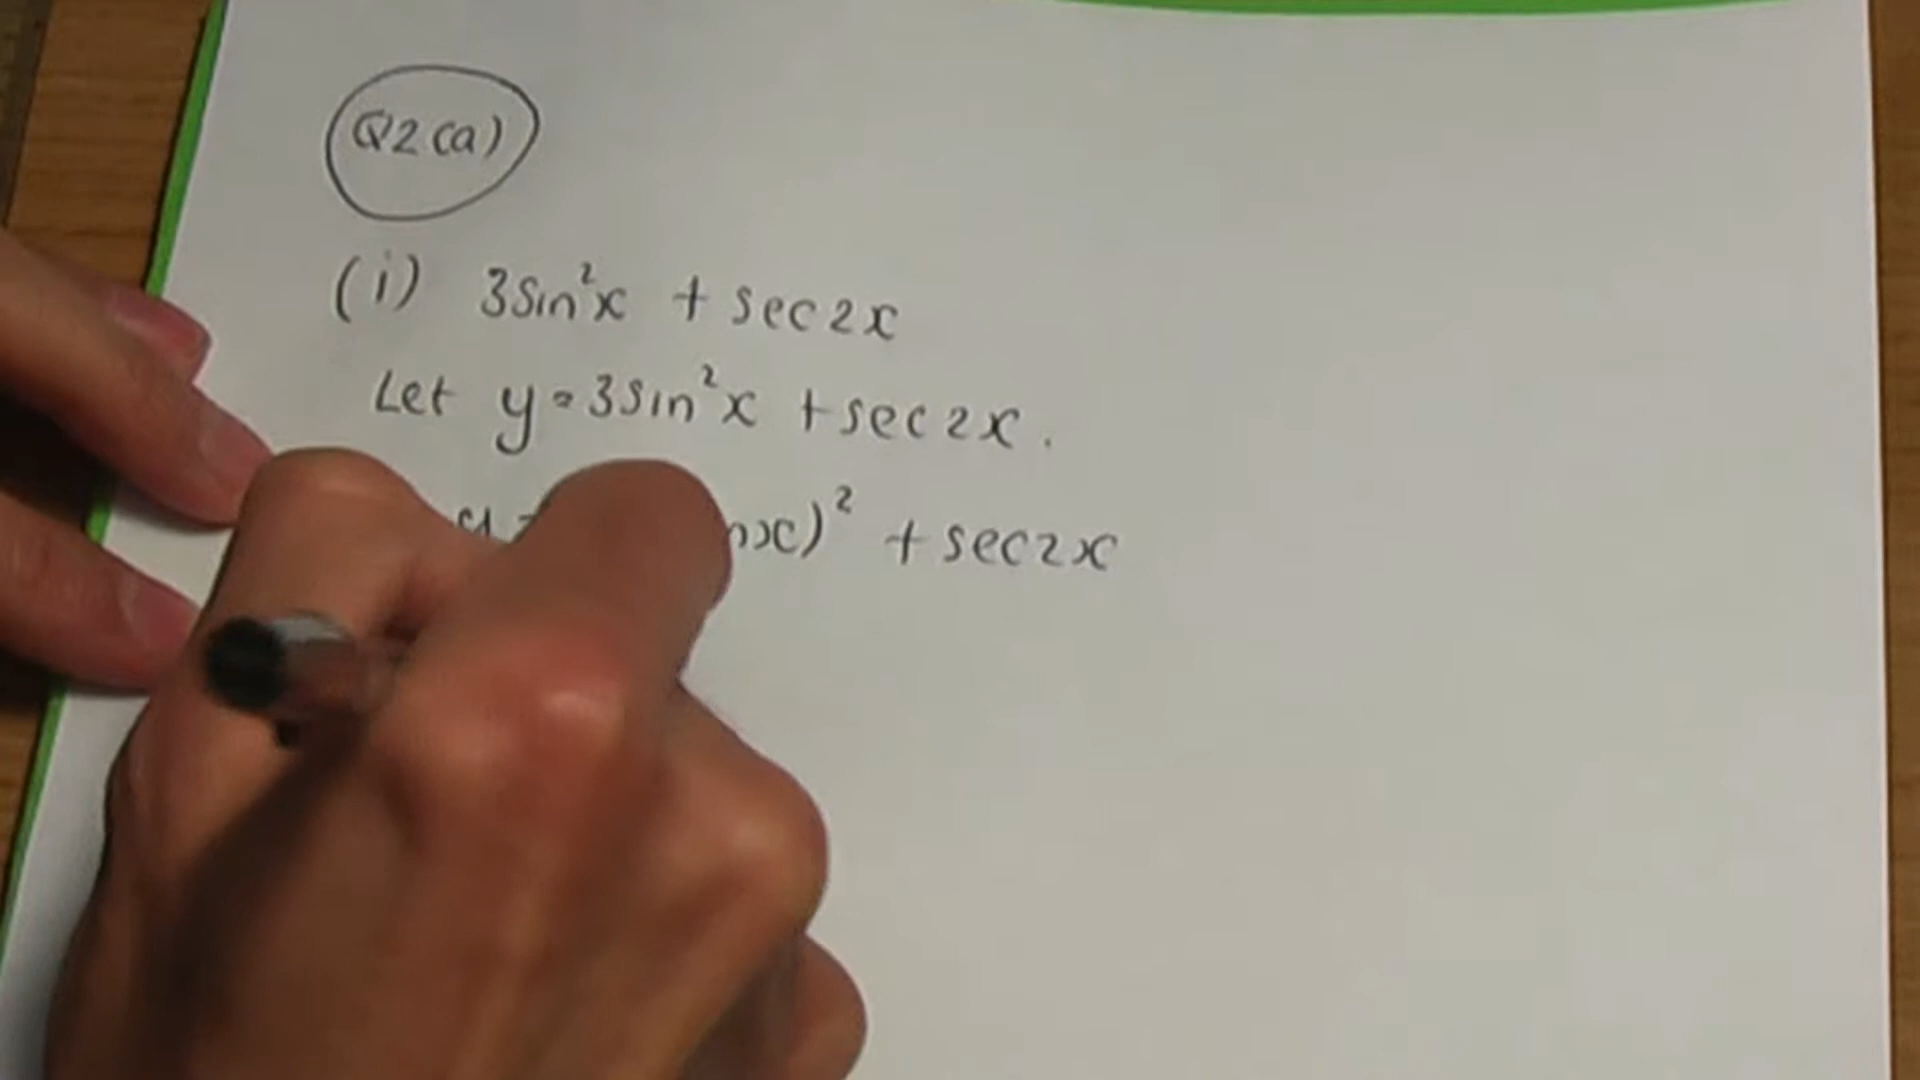 Q2(a)
(i) 3sin²x + sec2x
Let y=3sin²x +sec2x.
y = x)² + sec2x